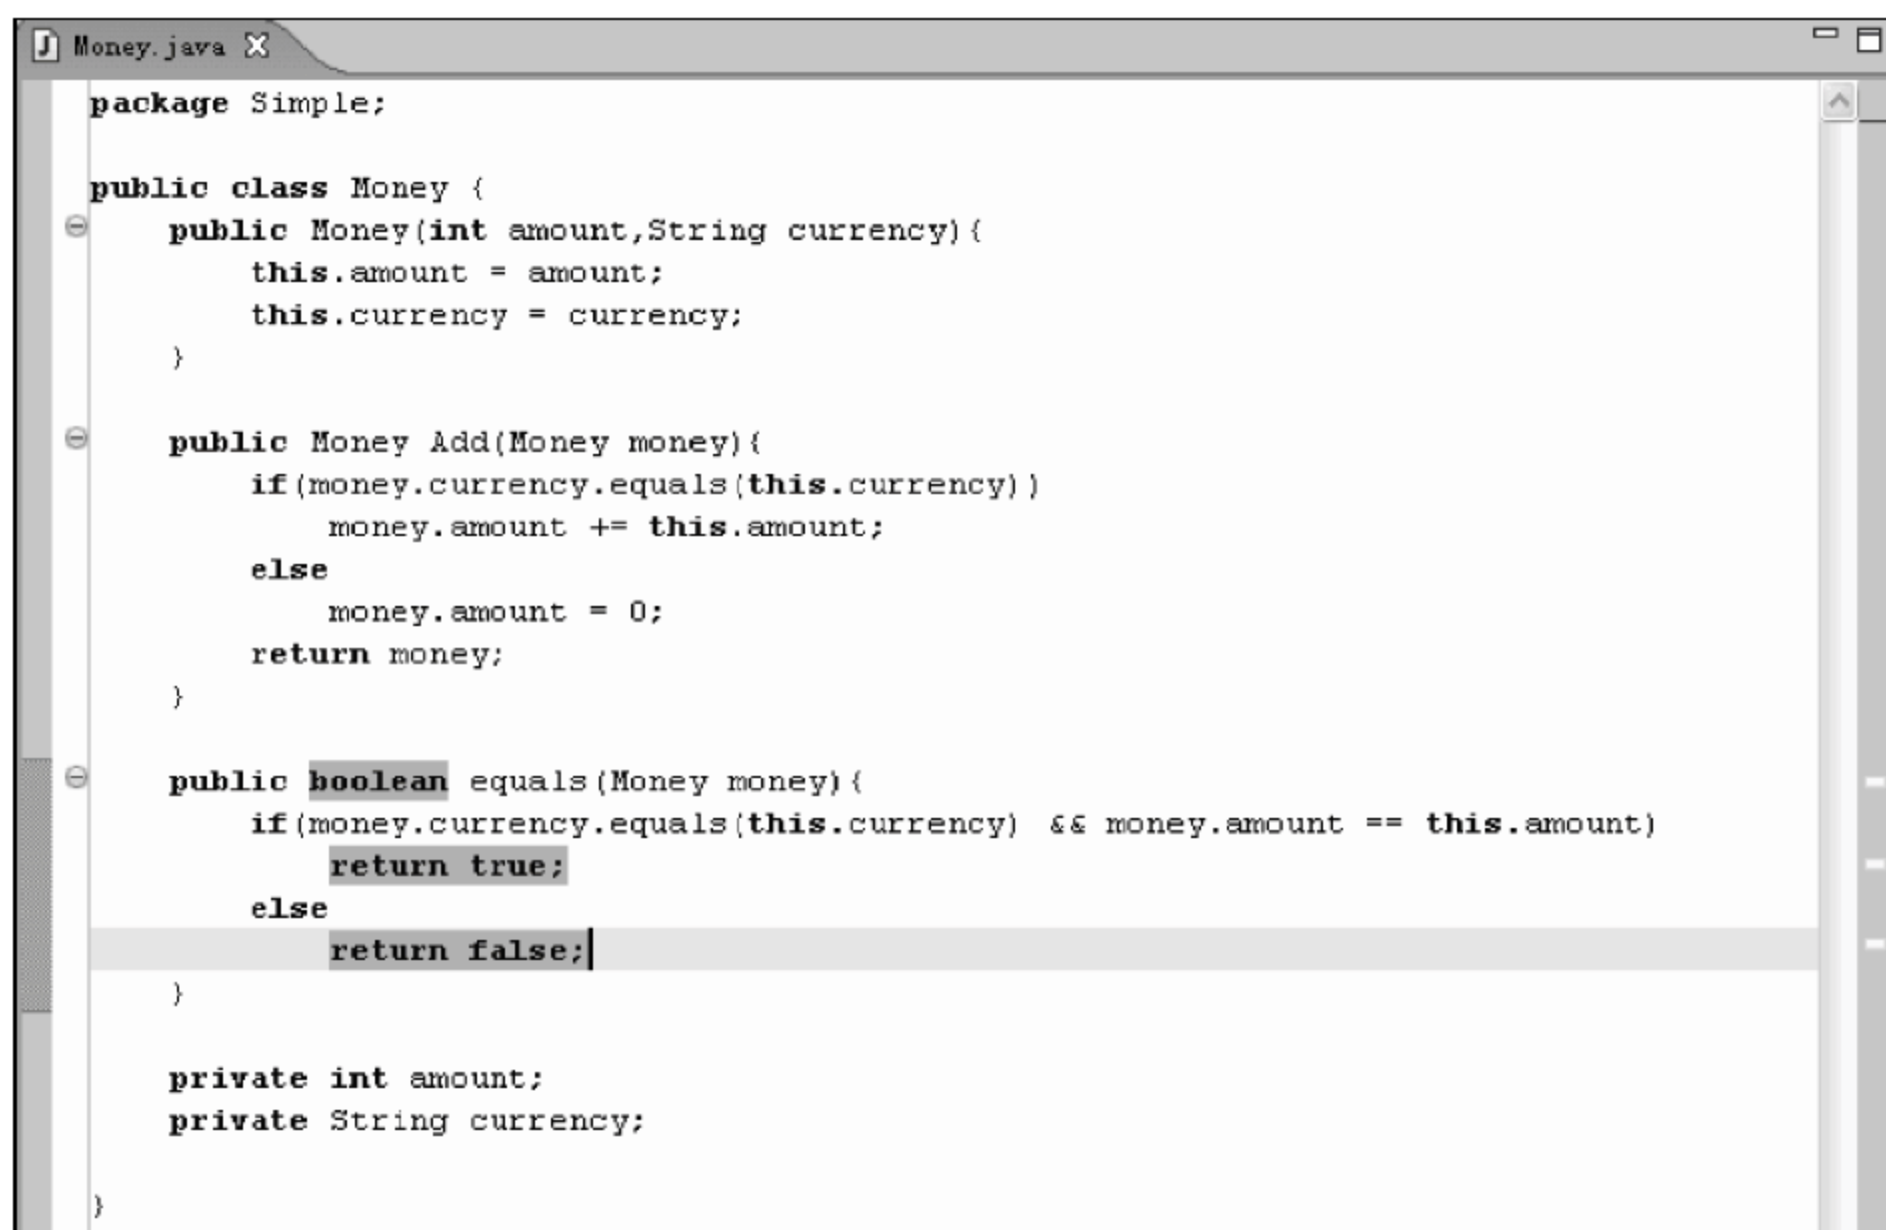 Money.java
package Simple;
public class Money {
public Money(int amount,String currency){
this.amount = amount;
this.currency = currency;
}
public Money Add(Money money){
if(money.currency.equals(this.currency))
money.amount += this.amount;
else
money.amount = 0;
return money;
}
public boolean equals(Money money){
if(money.currency.equals(this.currency) && money.amount == this.amount)
return true;
else
return false;
}
private int amount;
private String currency;
}